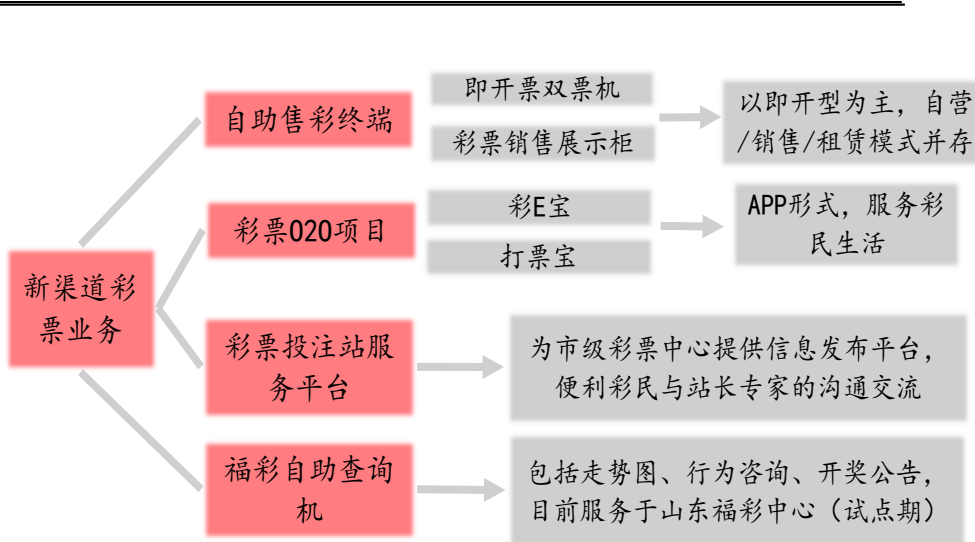 新渠道彩
票业务
自助售彩终端
即开票双票机
彩票销售展示柜
以即开型为主，自营
/销售/租赁模式并存
彩票O2O项目
彩E宝
打票宝
APP形式，服务彩
民生活
彩票投注站服
务平台
为市级彩票中心提供信息发布平台，
便利彩民与站长专家的沟通交流
福彩自助查询
机
包括走势图、行为咨询、开奖公告，
目前服务于山东福彩中心（试点期）